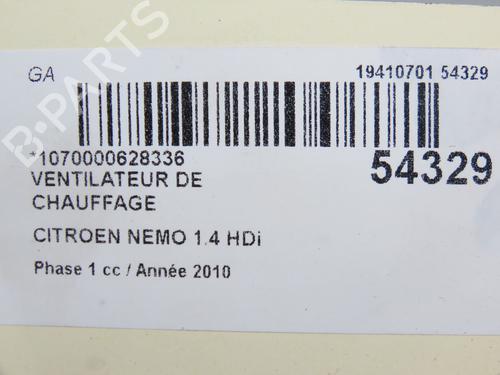 GA
19410701 54329
*1070000628336
54329
VENTILATEUR DE
CHAUFFAGE
CITROEN NEMO 1.4 HDi
Phase 1 cc / Année 2010
B-PARTS